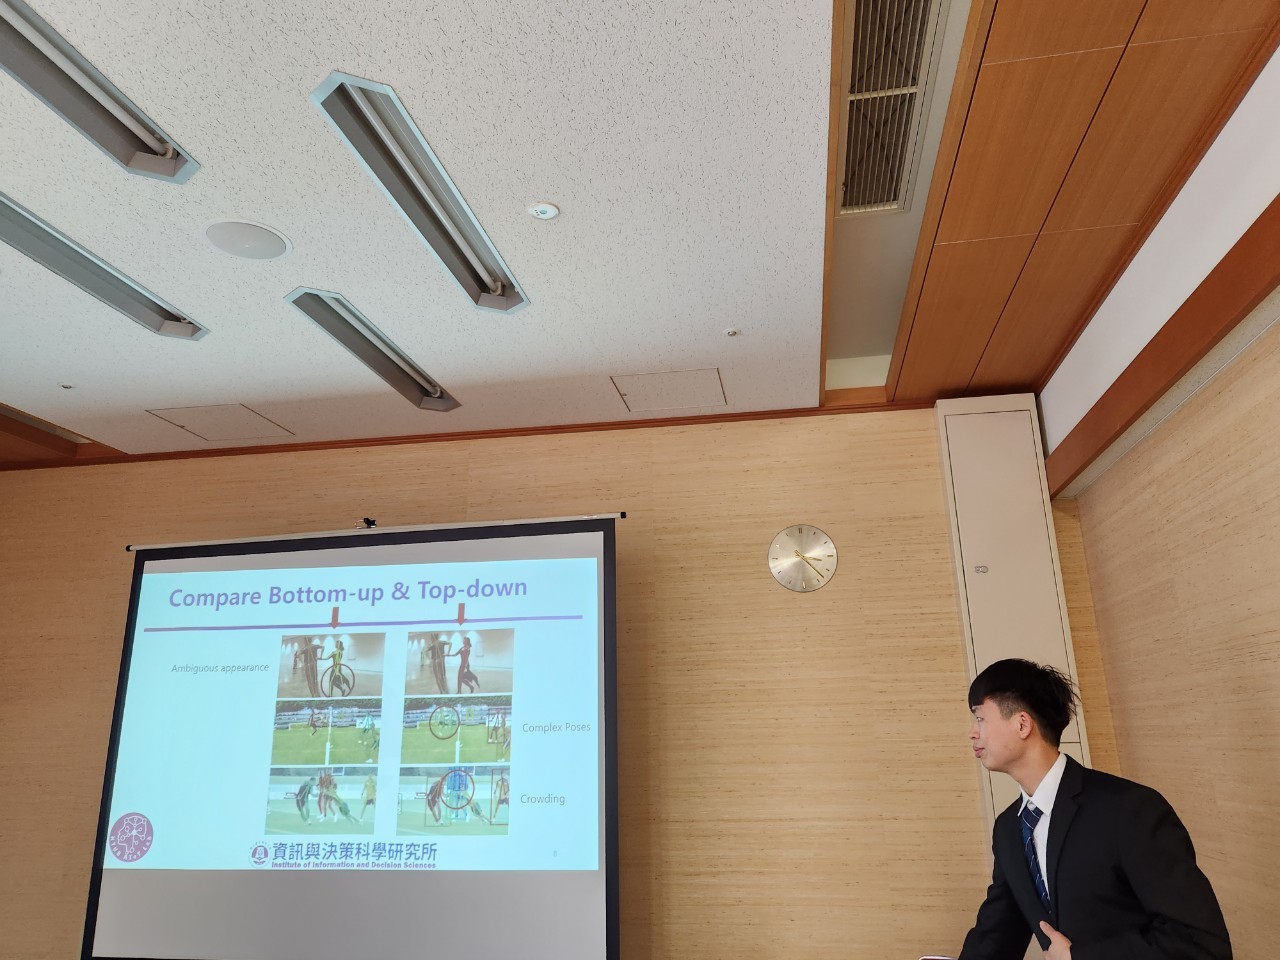 Compare Bottom-up & Top-down
Ambiguous appearance
Complex Poses
Crowding
資訊與決策科學研究所
Institute of Information and Decision Sciences